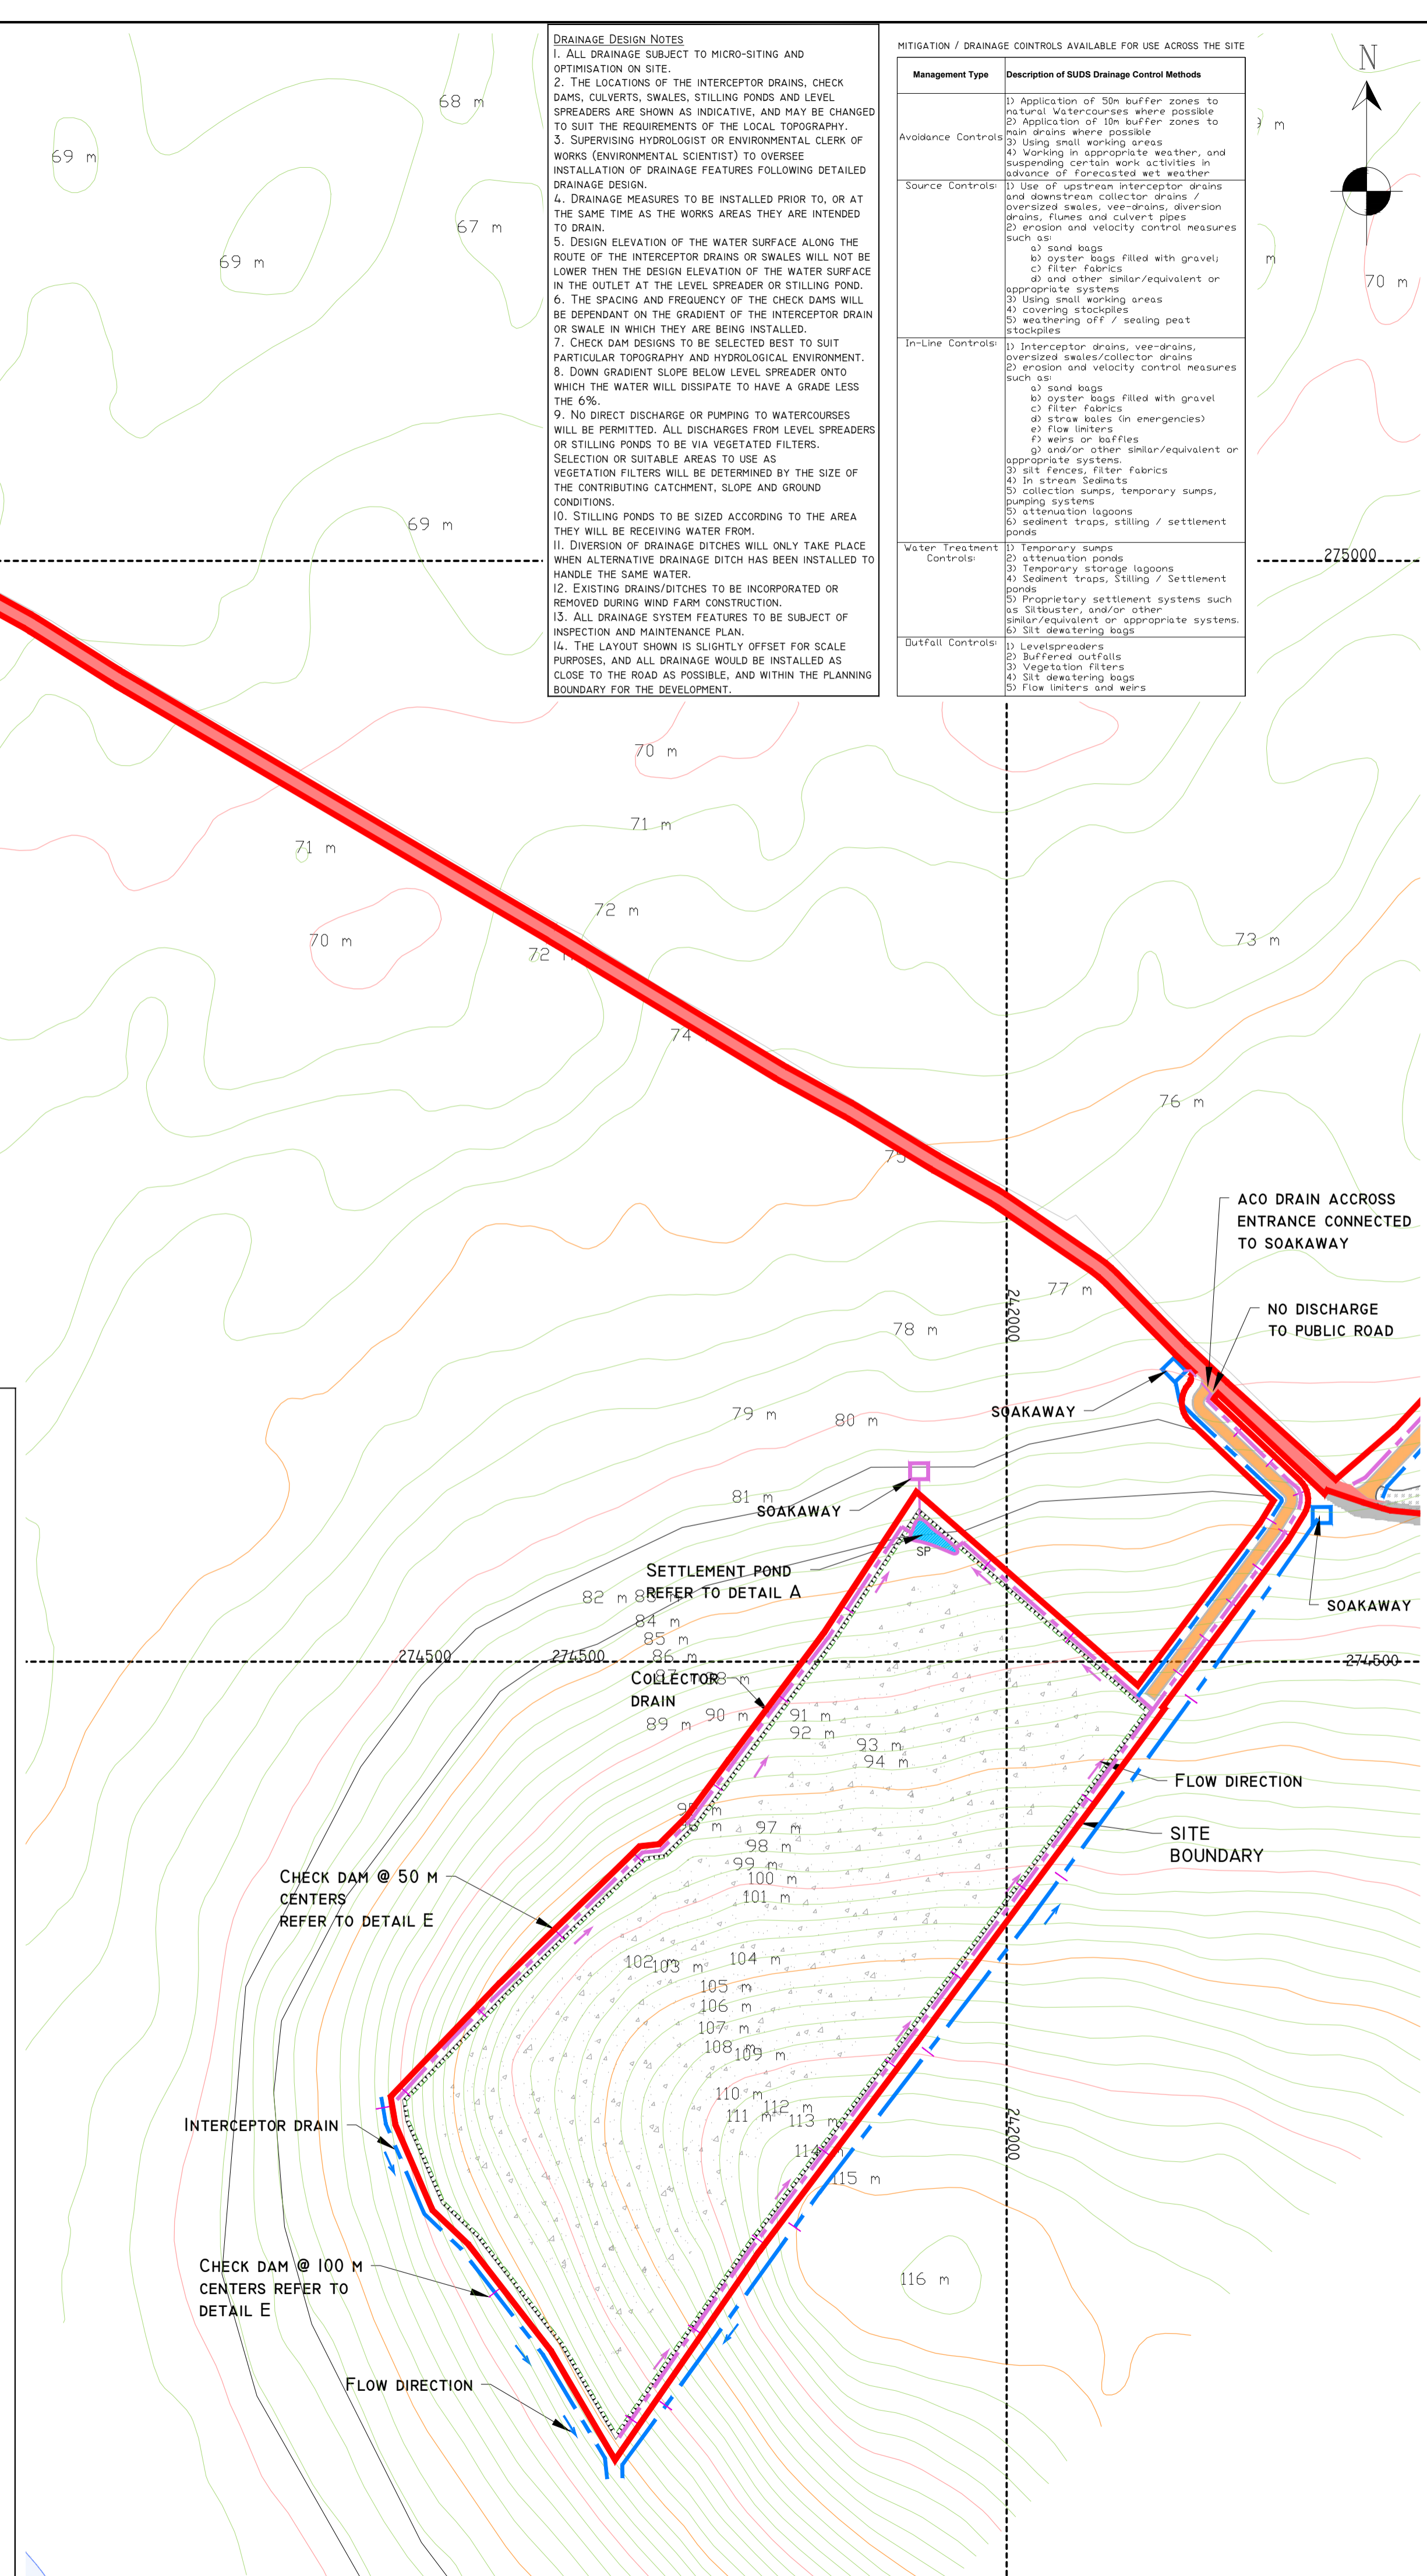 DRAINAGE DESIGN NOTES
1. ALL DRAINAGE SUBJECT TO MICRO-SITING AND
OPTIMISATION ON SITE.
2. THE LOCATIONS OF THE INTERCEPTOR DRAINS, CHECK
DAMS, CULVERTS, SWALES, STILLING PONDS AND LEVEL
SPREADERS ARE SHOWN AS INDICATIVE, AND MAY BE CHANGED
TO SUIT THE REQUIREMENTS OF THE LOCAL TOPOGRAPHY.
3. SUPERVISING HYDROLOGIST OR ENVIRONMENTAL CLERK OF
WORKS (ENVIRONMENTAL SCIENTIST) TO OVERSEE
INSTALLATION OF DRAINAGE FEATURES FOLLOWING DETAILED
DRAINAGE DESIGN.
4. DRAINAGE MEASURES TO BE INSTALLED PRIOR TO, OR AT
THE SAME TIME AS THE WORKS AREAS THEY ARE INTENDED
TO DRAIN.
5. DESIGN ELEVATION OF THE WATER SURFACE ALONG THE
ROUTE OF THE INTERCEPTOR DRAINS OR SWALES WILL NOT BE
LOWER THEN THE DESIGN ELEVATION OF THE WATER SURFACE
IN THE OUTLET AT THE LEVEL SPREADER OR STILLING POND.
6. THE SPACING AND FREQUENCY OF THE CHECK DAMS WILL
BE DEPENDANT ON THE GRADIENT OF THE INTERCEPTOR DRAIN
OR SWALE IN WHICH THEY ARE BEING INSTALLED.
7. CHECK DAM DESIGNS TO BE SELECTED BEST TO SUIT
PARTICULAR TOPOGRAPHY AND HYDROLOGICAL ENVIRONMENT.
8. DOWN GRADIENT SLOPE BELOW LEVEL SPREADER ONTO
WHICH THE WATER WILL DISSIPATE TO HAVE A GRADE LESS
THE 6%.
9. NO DIRECT DISCHARGE OR PUMPING TO WATERCOURSES
WILL BE PERMITTED. ALL DISCHARGES FROM LEVEL SPREADERS
OR STILLING PONDS TO BE VIA VEGETATED FILTERS.
SELECTION OR SUITABLE AREAS TO USE AS
VEGETATION FILTERS WILL BE DETERMINED BY THE SIZE OF
THE CONTRIBUTING CATCHMENT, SLOPE AND GROUND
CONDITIONS.
10. STILLING PONDS TO BE SIZED ACCORDING TO THE AREA
THEY WILL BE RECEIVING WATER FROM.
11. DIVERSION OF DRAINAGE DITCHES WILL ONLY TAKE PLACE
WHEN ALTERNATIVE DRAINAGE DITCH HAS BEEN INSTALLED TO
HANDLE THE SAME WATER.
12. EXISTING DRAINS/DITCHES TO BE INCORPORATED OR
REMOVED DURING WIND FARM CONSTRUCTION.
13. ALL DRAINAGE SYSTEM FEATURES TO BE SUBJECT OF
INSPECTION AND MAINTENANCE PLAN.
14. THE LAYOUT SHOWN IS SLIGHTLY OFFSET FOR SCALE
PURPOSES, AND ALL DRAINAGE WOULD BE INSTALLED AS
CLOSE TO THE ROAD AS POSSIBLE, AND WITHIN THE PLANNING
BOUNDARY FOR THE DEVELOPMENT.
MITIGATION / DRAINAGE COINTROLS AVAILABLE FOR USE ACROSS THE SITE
Management Type
Description of SUDS Drainage Control Methods
Avoidance Controls
1) Application of 50m buffer zones to
natural Watercourses where possible
2) Application of 10m buffer zones to
main drains where possible
3) Using small working areas
4) Working in appropriate weather, and
suspending certain work activities in
advance of forecasted wet weather
Source Controls:
1) Use of upstream interceptor drains
and downstream collector drains /
oversized swales, vee-drains, diversion
drains, flumes and culvert pipes
2) erosion and velocity control measures
such as:
a) sand bags
b) oyster bags filled with gravel;
c) filter fabrics
d) and other similar/equivalent or
appropriate systems
3) Using small working areas
4) covering stockpiles
5) weathering off / sealing peat
stockpiles
In-Line Controls:
1) Interceptor drains, vee-drains,
oversized swales/collector drains
2) erosion and velocity control measures
such as:
a) sand bags
b) oyster bags filled with gravel
c) filter fabrics
d) straw bales (in emergencies)
e) flow limiters
f) weirs or baffles
g) and/or other similar/equivalent or
appropriate systems.
3) silt fences, filter fabrics
4) In stream Sedimats
5) collection sumps, temporary sumps,
pumping systems
5) attenuation lagoons
6) sediment traps, stilling / settlement
ponds
Water Treatment
Controls:
1) Temporary sumps
2) attenuation ponds
3) Temporary storage lagoons
4) Sediment traps, Stilling / Settlement
ponds
5) Proprietary settlement systems such
as Siltbuster, and/or other
similar/equivalent or appropriate systems.
6) Silt dewatering bags
Outfall Controls:
1) Levelspreaders
2) Buffered outfalls
3) Vegetation filters
4) Silt dewatering bags
5) Flow limiters and weirs
N
68 m
69 m
67 m
69 m
m
m
70 m
69 m
275000
70 m
71 m
71 m
72 m
70 m
72
73 m
74
76 m
75
ACO DRAIN ACCROSS
ENTRANCE CONNECTED
TO SOAKAWAY
77 m
242000
NO DISCHARGE
TO PUBLIC ROAD
78 m
79 m
80 m
SOAKAWAY
81 m
SOAKAWAY
SP
SETTLEMENT POND
REFER TO DETAIL A
82 m
84 m
85 m
86 m
SOAKAWAY
274500
274500
274500
COLLECTOR
DRAIN
89 m
90 m
91 m
92 m
93 m
94 m
FLOW DIRECTION
SITE
BOUNDARY
97 m
98 m
99 m
100 m
101 m
CHECK DAM @ 50 M
CENTERS
REFER TO DETAIL E
102 m
103 m
104 m
105 m
106 m
107 m
108 m
109 m
110 m
111 m
112 m
113 m
114
115 m
242000
INTERCEPTOR DRAIN
116 m
CHECK DAM @ 100 M
CENTERS REFER TO
DETAIL E
FLOW DIRECTION